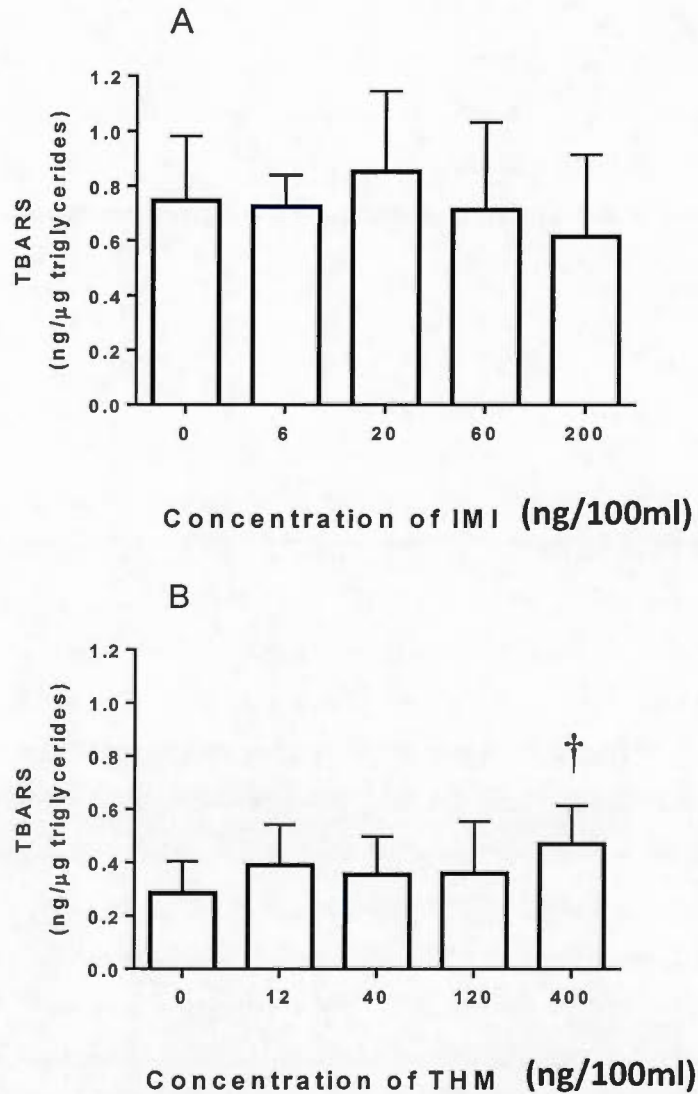 A
1.2
1.0
0.8
0.6
0.4
0.2
0.0
TBARS
(ng/μg triglycerides)
0 6 20 60 200
Concentration of IMI (ng/100ml)
B
1.2
1.0
0.8
0.6
0.4
0.2
0.0
TBARS
(ng/μg triglycerides)
‡
0 12 40 120 400
Concentration of THM (ng/100ml)